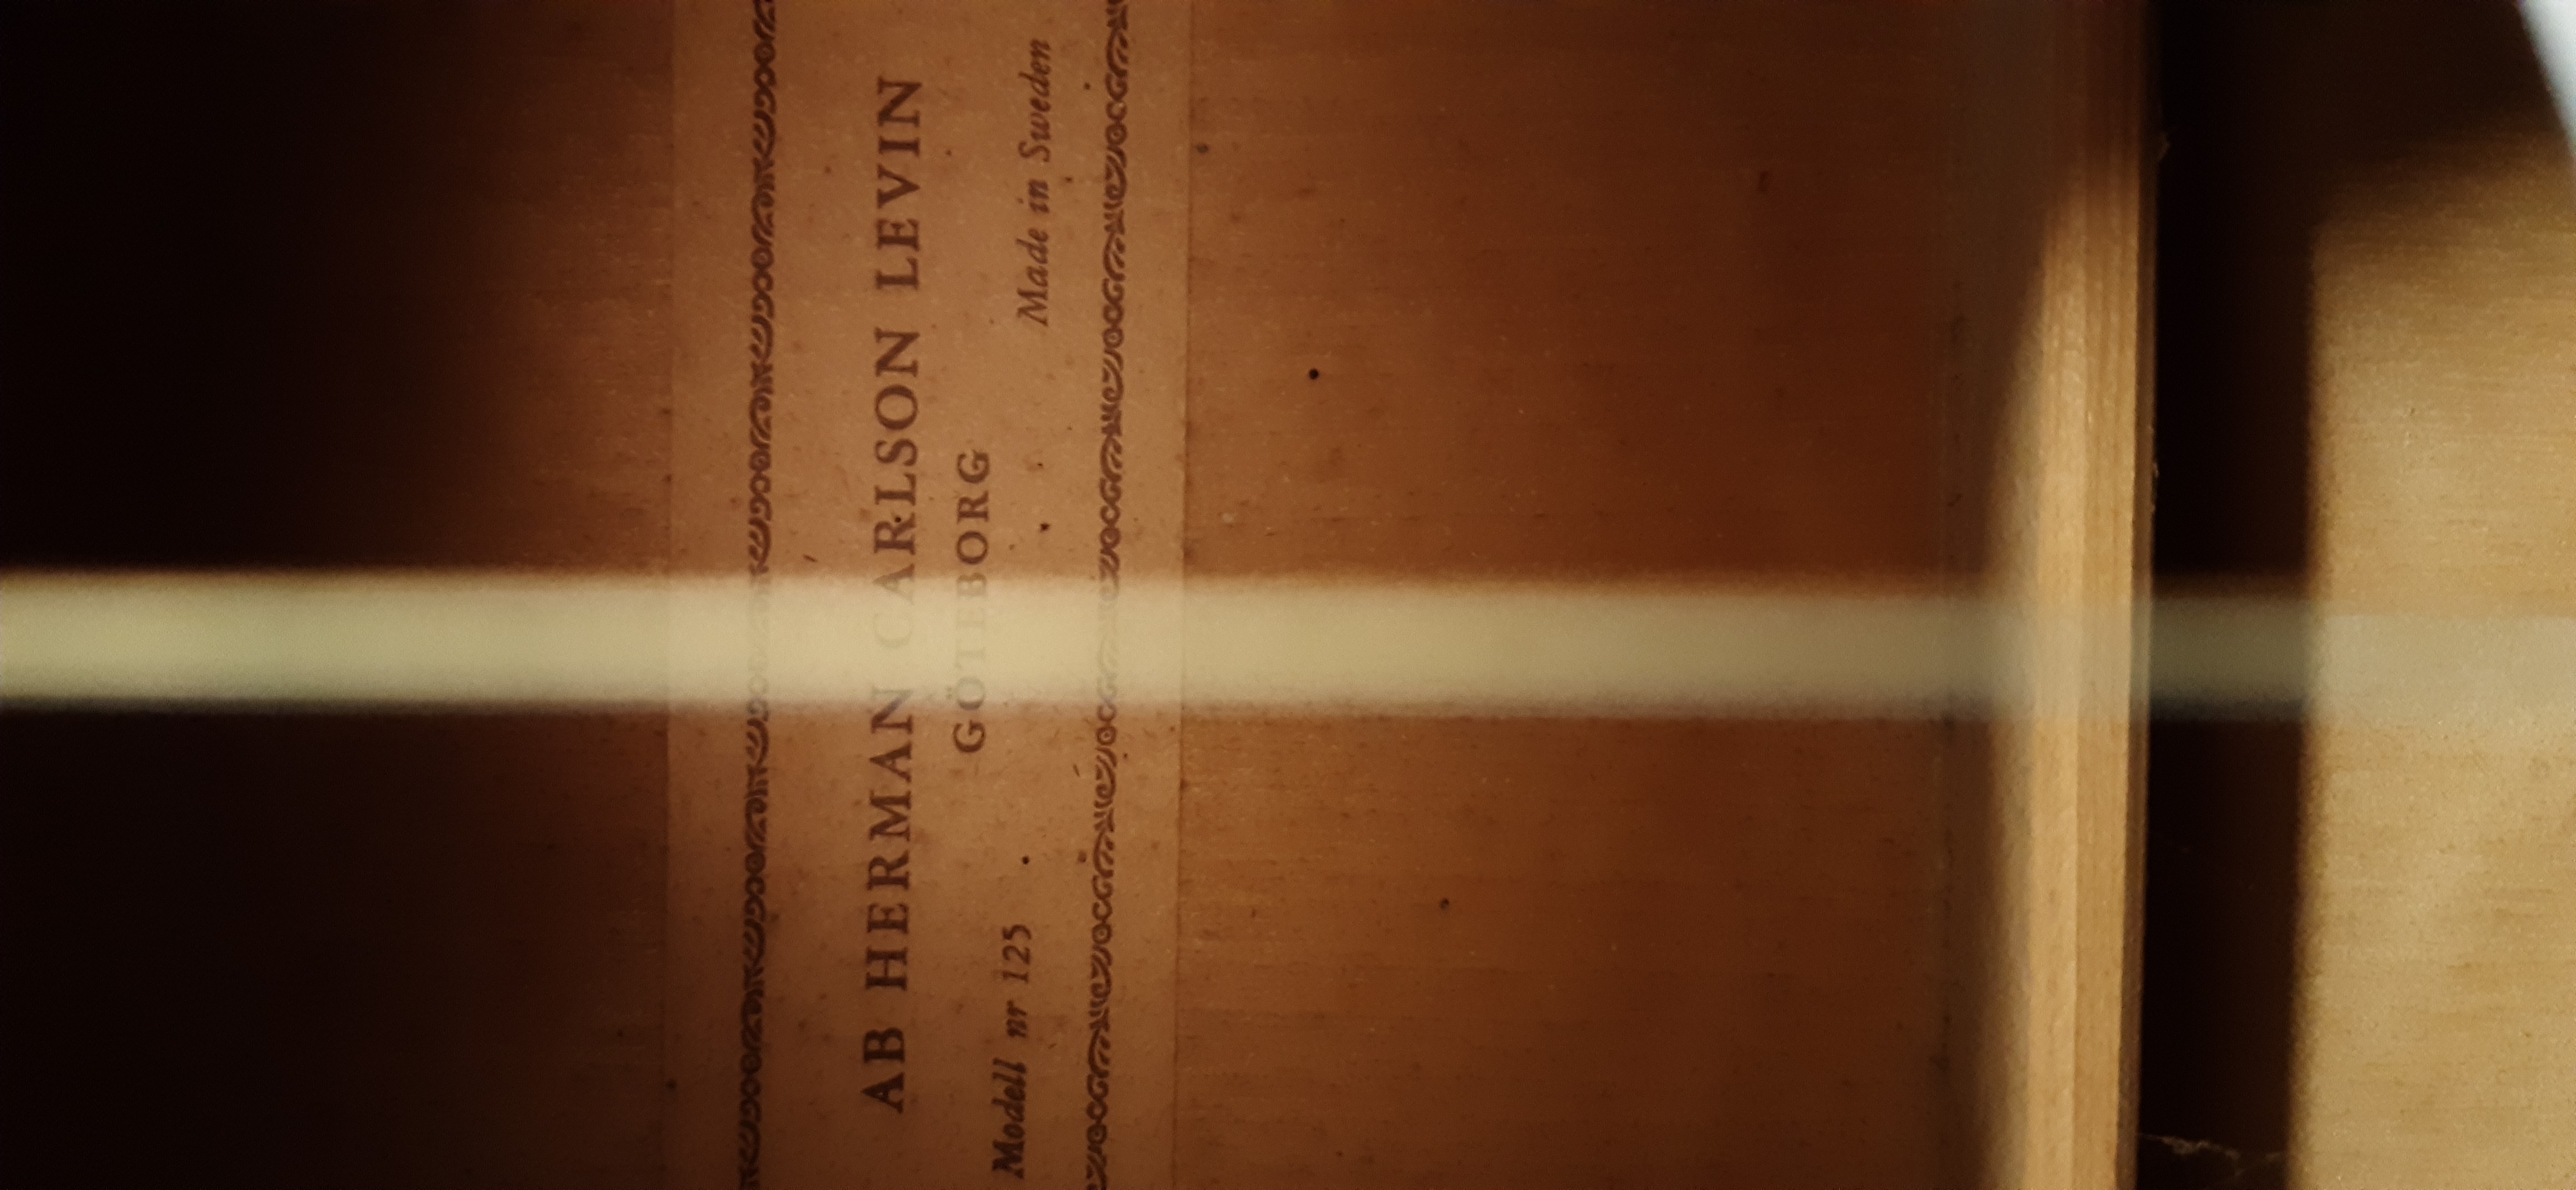 AB HERMAN CARLSON LEVIN
GÖTEBORG
Modell nr 125 Made in Sweden